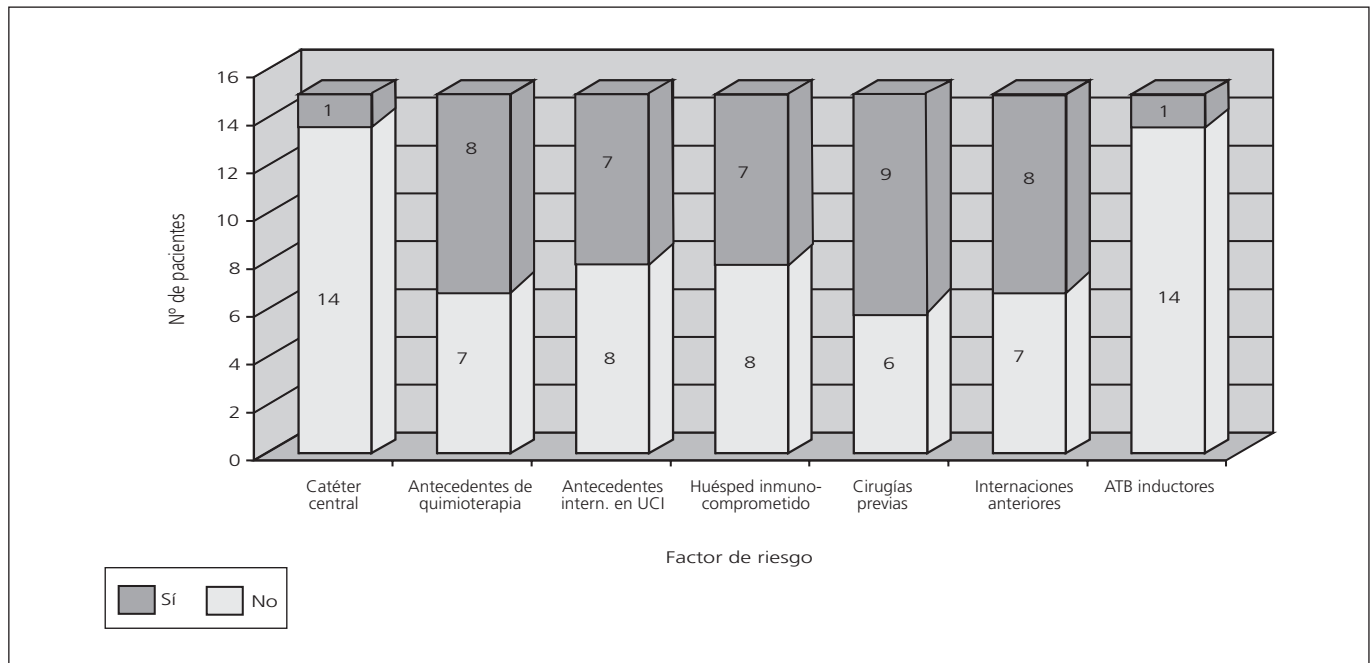 Nº de pacientes
16
14
12
10
8
6
4
2
0
1
8
7
7
9
8
1
14
7
8
8
6
7
14
Catéter
central
Antecedentes de
quimioterapia
Antecedentes
intern. en UCI
Huésped inmuno-
comprometido
Cirugías
previas
Internaciones
anteriores
ATB inductores
Factor de riesgo
Sí
No